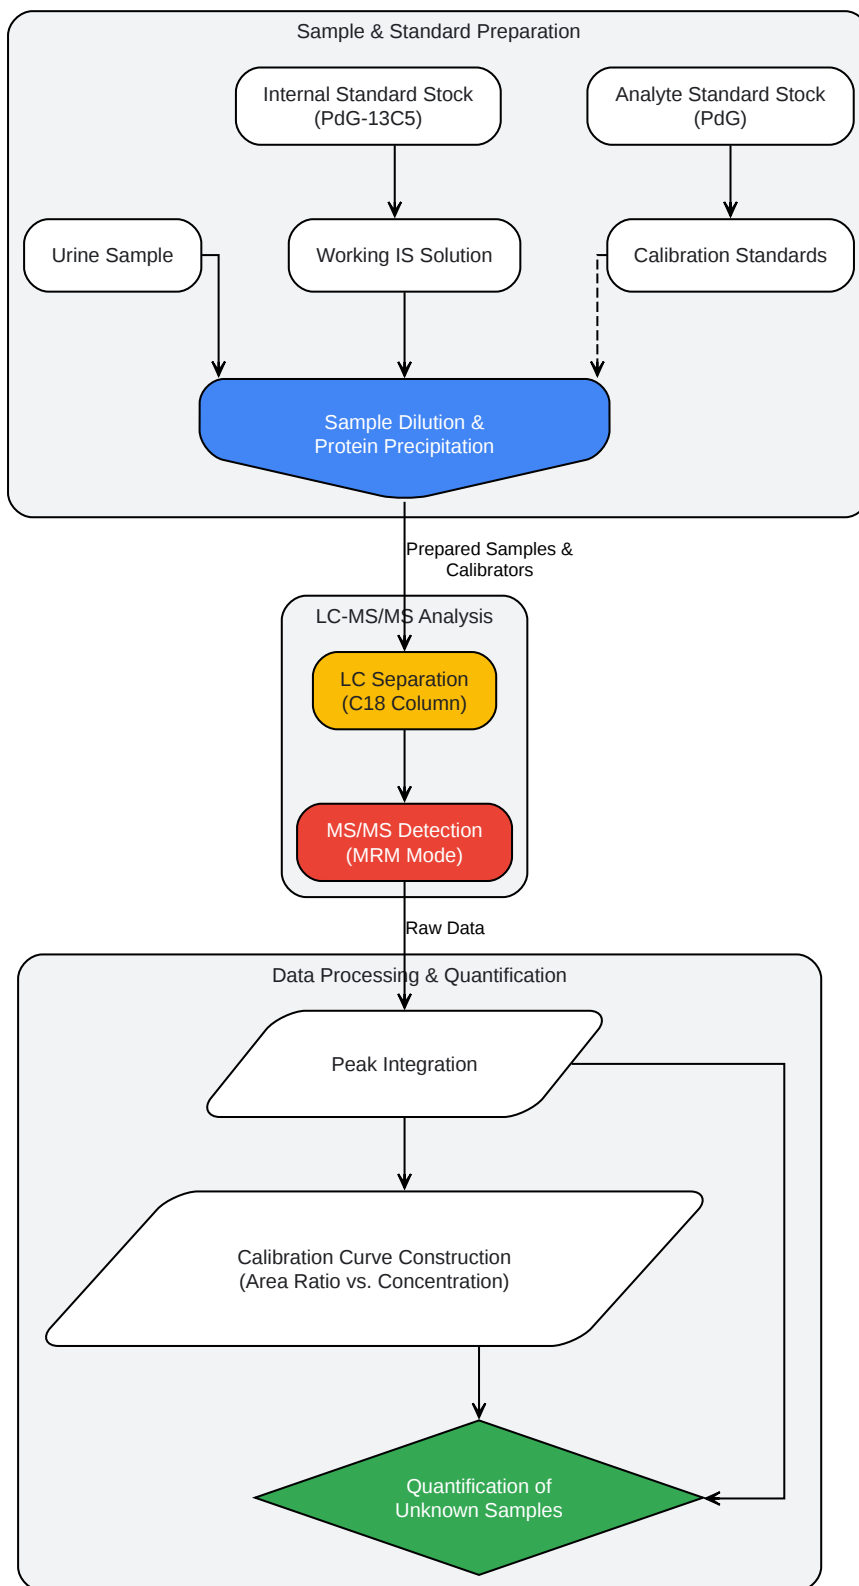 Sample & Standard Preparation
Internal Standard Stock
(PdG-13C5)
Analyte Standard Stock
(PdG)
Urine Sample
Working IS Solution
Calibration Standards
Sample Dilution &
Protein Precipitation
Prepared Samples &
Calibrators
LC-MS/MS Analysis
LC Separation
(C18 Column)
MS/MS Detection
(MRM Mode)
Raw Data
Data Processing & Quantification
Peak Integration
Calibration Curve Construction
(Area Ratio vs. Concentration)
Quantification of
Unknown Samples